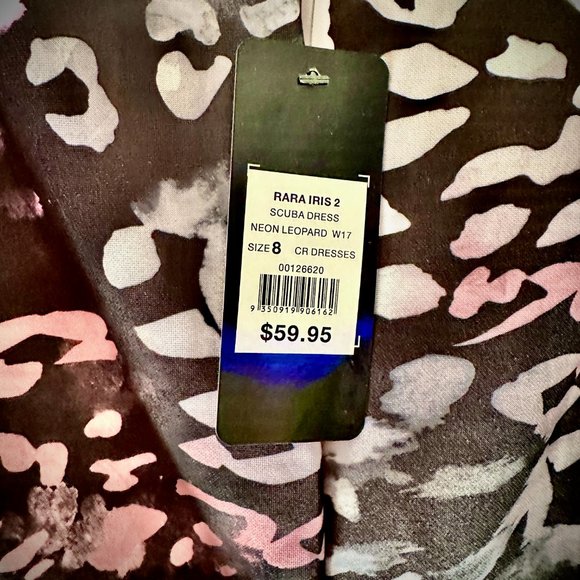 RARA IRIS 2
SCUBA DRESS
NEON LEOPARD W17
SIZE 8 CR DRESSES
00126620
9 350919 906162
$59.95